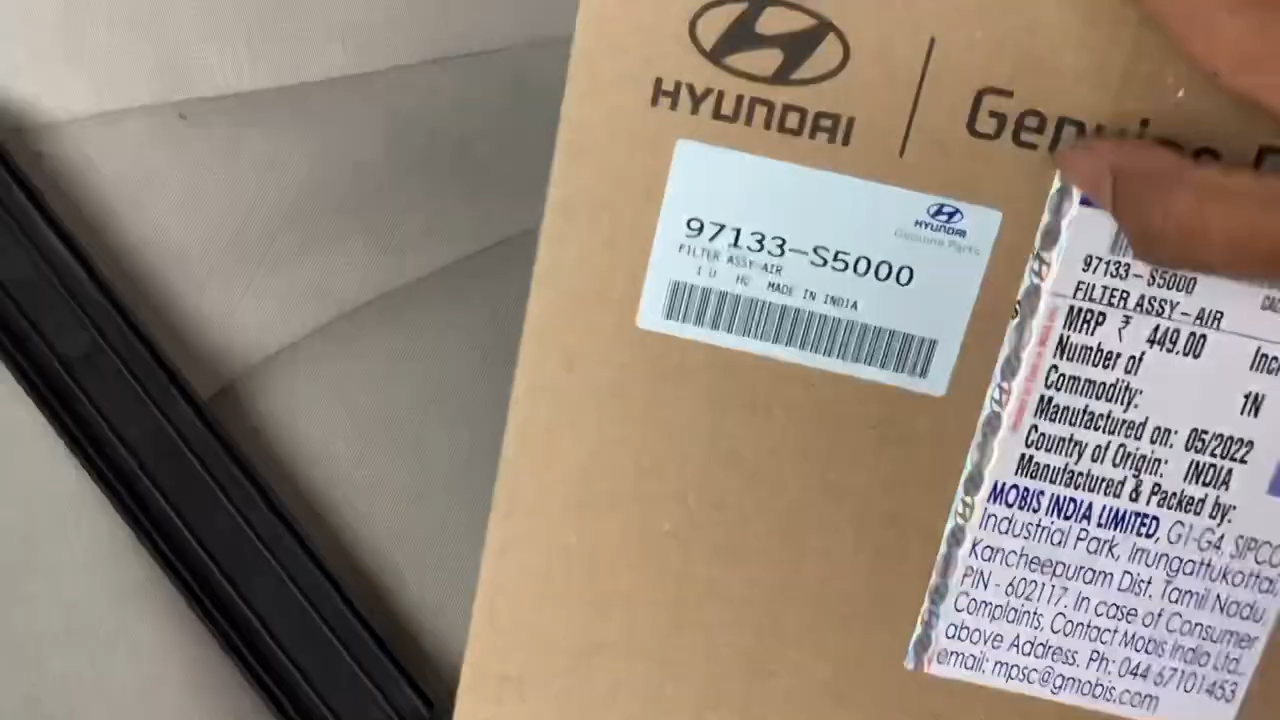 HYUNDAI
Genuine
HYUNDAI
Genuine Parts
97133-S5000
FILTER ASSY-AIR
MADE IN INDIA
97133-S5000
FILTER ASSY-AIR
MRP ₹ 449.00
Number of
Commodity: 1N
Manufactured on: 05/2022
Country of Origin: INDIA
Manufactured & Packed by:
MOBIS INDIA LIMITED, G1-G4, SIPCO
Industrial Park, Irrungattukottai,
Kancheepuram Dist. Tamil Nadu,
PIN - 602117. In case of Consumer
Complaints, Contact Mobis India Ltd.,
above Address. Ph: 044 67101453
email: mpsc@gmobis.com